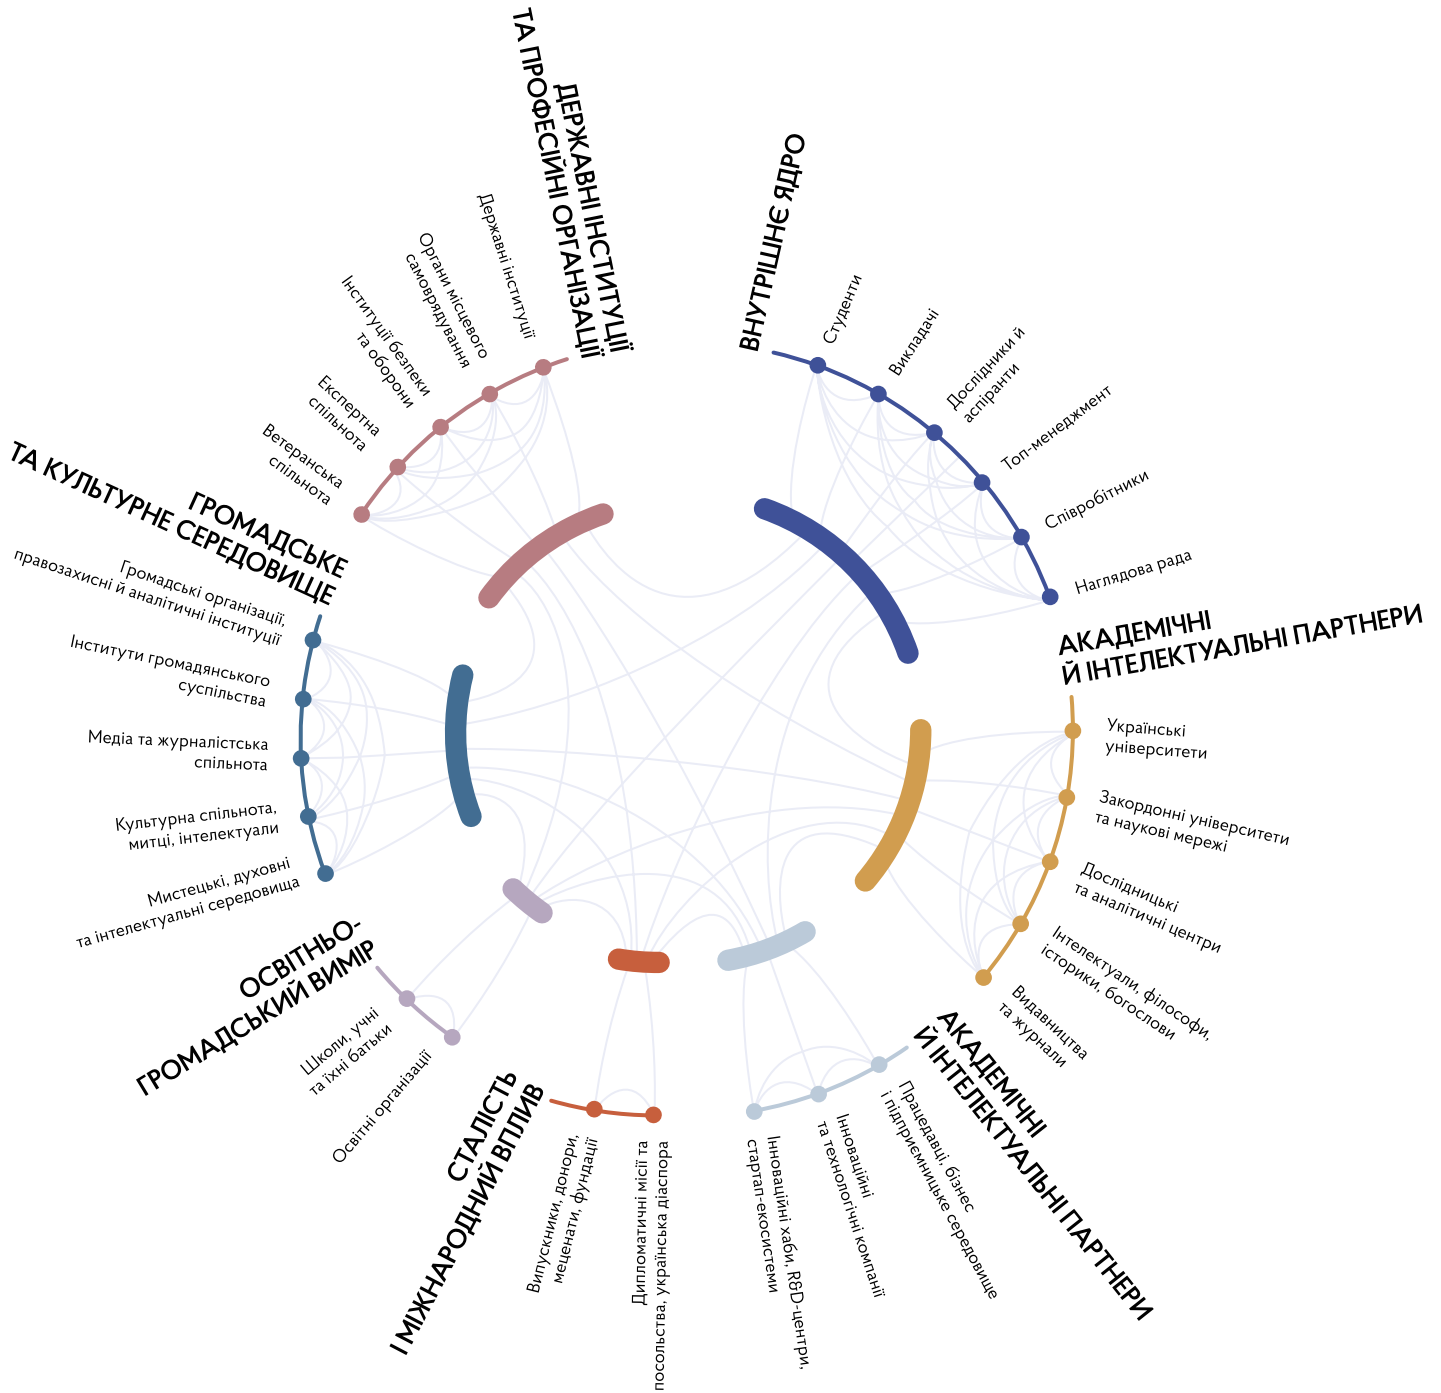 ВНУТРІШНЄ ЯДРО
Студенти
Викладачі
Дослідники й
аспіранти
Топ-менеджмент
Співробітники
Наглядова рада
АКАДЕМІЧНІ
Й ІНТЕЛЕКТУАЛЬНІ ПАРТНЕРИ
Українські
університети
Закордонні університети
та наукові мережі
Дослідницькі
та аналітичні центри
Інтелектуали, філософи,
історики, богослови
Видавництва
та журнали
АКАДЕМІЧНІ
Й ІНТЕЛЕКТУАЛЬНІ ПАРТНЕРИ
Працедавці, бізнес
і підприємницьке середовище
Інноваційні
та технологічні компанії
Інноваційні хаби, R&D-центри,
стартап-екосистеми
СТАЛІСТЬ
І МІЖНАРОДНИЙ ВПЛИВ
Дипломатичні місії та
посольства, українська діаспора
Випускники, донори,
меценати, фундації
ОСВІТНЬО-
ГРОМАДСЬКИЙ ВИМІР
Освітні організації
Школи, учні
та їхні батьки
ГРОМАДСЬКЕ
ТА КУЛЬТУРНЕ СЕРЕДОВИЩЕ
Громадські організації,
правозахисні й аналітичні інституції
Інститути громадянського
суспільства
Медіа та журналістська
спільнота
Культурна спільнота,
митці, інтелектуали
Мистецькі, духовні
та інтелектуальні середовища
ДЕРЖАВНІ ІНСТИТУЦІЇ
ТА ПРОФЕСІЙНІ ОРГАНІЗАЦІЇ
Державні інституції
Органи місцевого
самоврядування
Інституції безпеки
та оборони
Експертна
спільнота
Ветеранська
спільнота